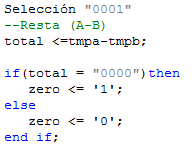 Selección "0001"
--Resta (A-B)
total <=tmpa-tmpb;
if(total = "0000")then
zero <= '1';
else
zero <= '0';
end if;